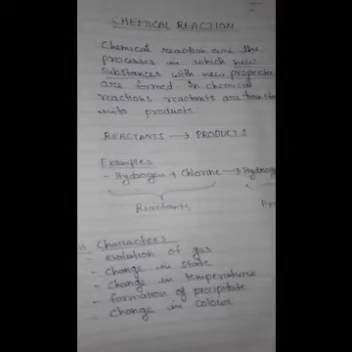 CHEMICAL REACTION
Chemical reaction are the
processes in which new
substances with new properties
are formed. In chemical
reactions reactants are
into products.
REACTANTS → PRODUCTS
Examples
- Hydrogen + Chlorine → Hydrog
Reactants
Characters
- evolution of gas
- change in state
- change in temperature
- formation of precipitate
- change in colour